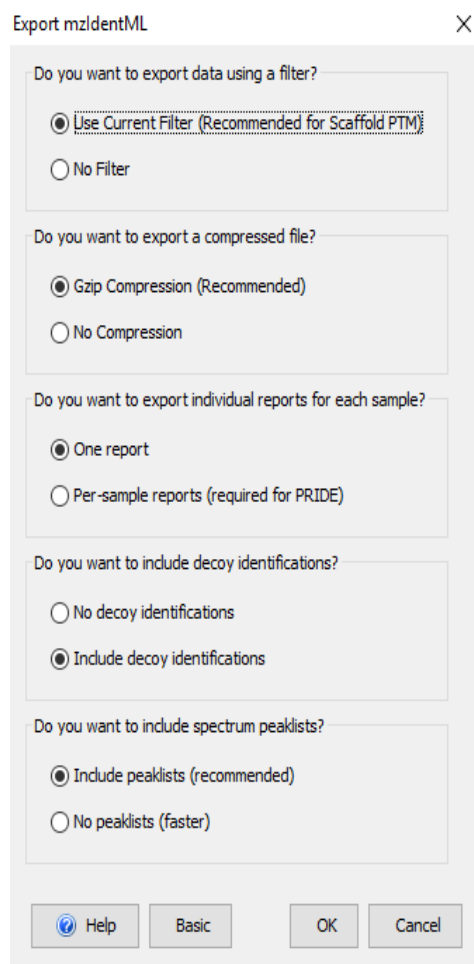 Export mzIdentML
Do you want to export data using a filter?
Use Current Filter (Recommended for Scaffold PTM)
No Filter
Do you want to export a compressed file?
Gzip Compression (Recommended)
No Compression
Do you want to export individual reports for each sample?
One report
Per-sample reports (required for PRIDE)
Do you want to include decoy identifications?
No decoy identifications
Include decoy identifications
Do you want to include spectrum peaklists?
Include peaklists (recommended)
No peaklists (faster)
Help Basic OK Cancel